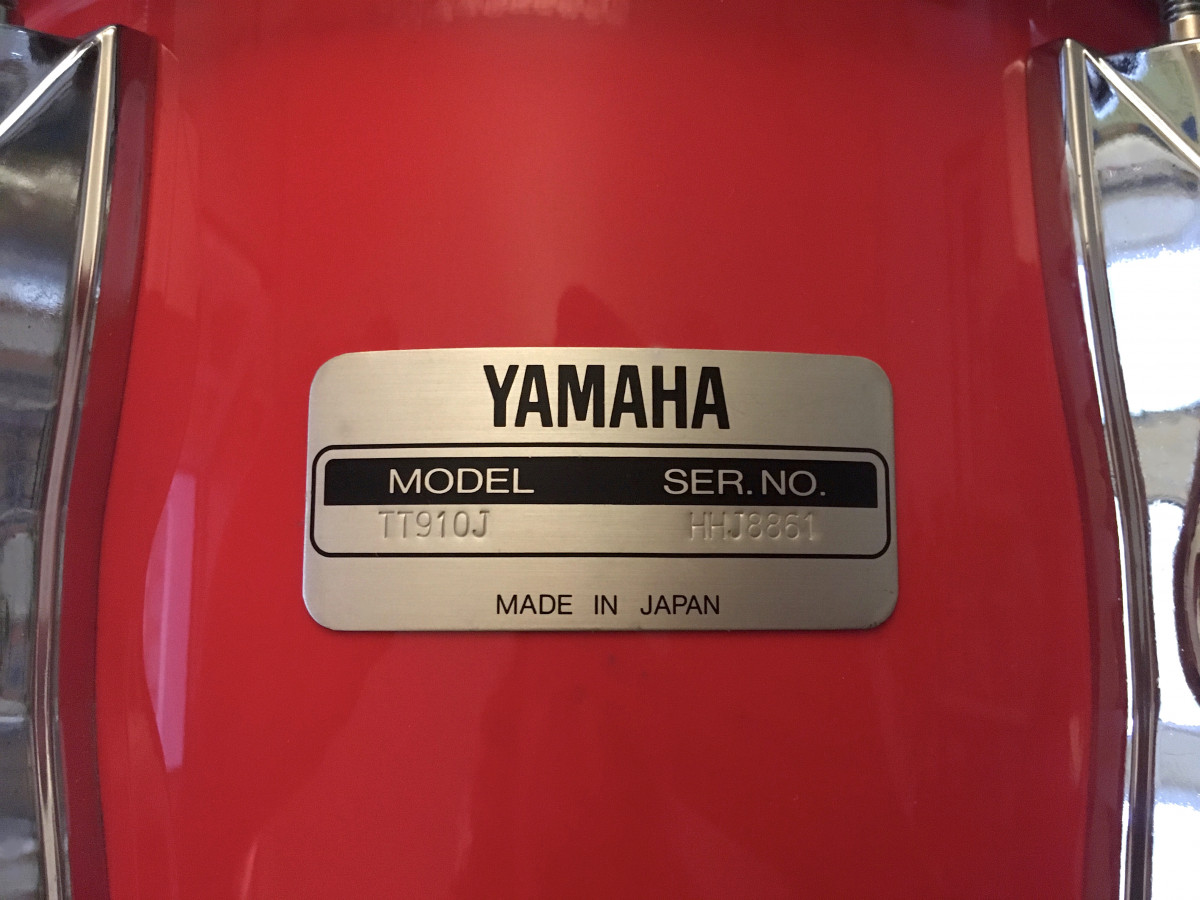 YAMAHA
MODEL SER. NO.
TT910J HHJ8861
MADE IN JAPAN